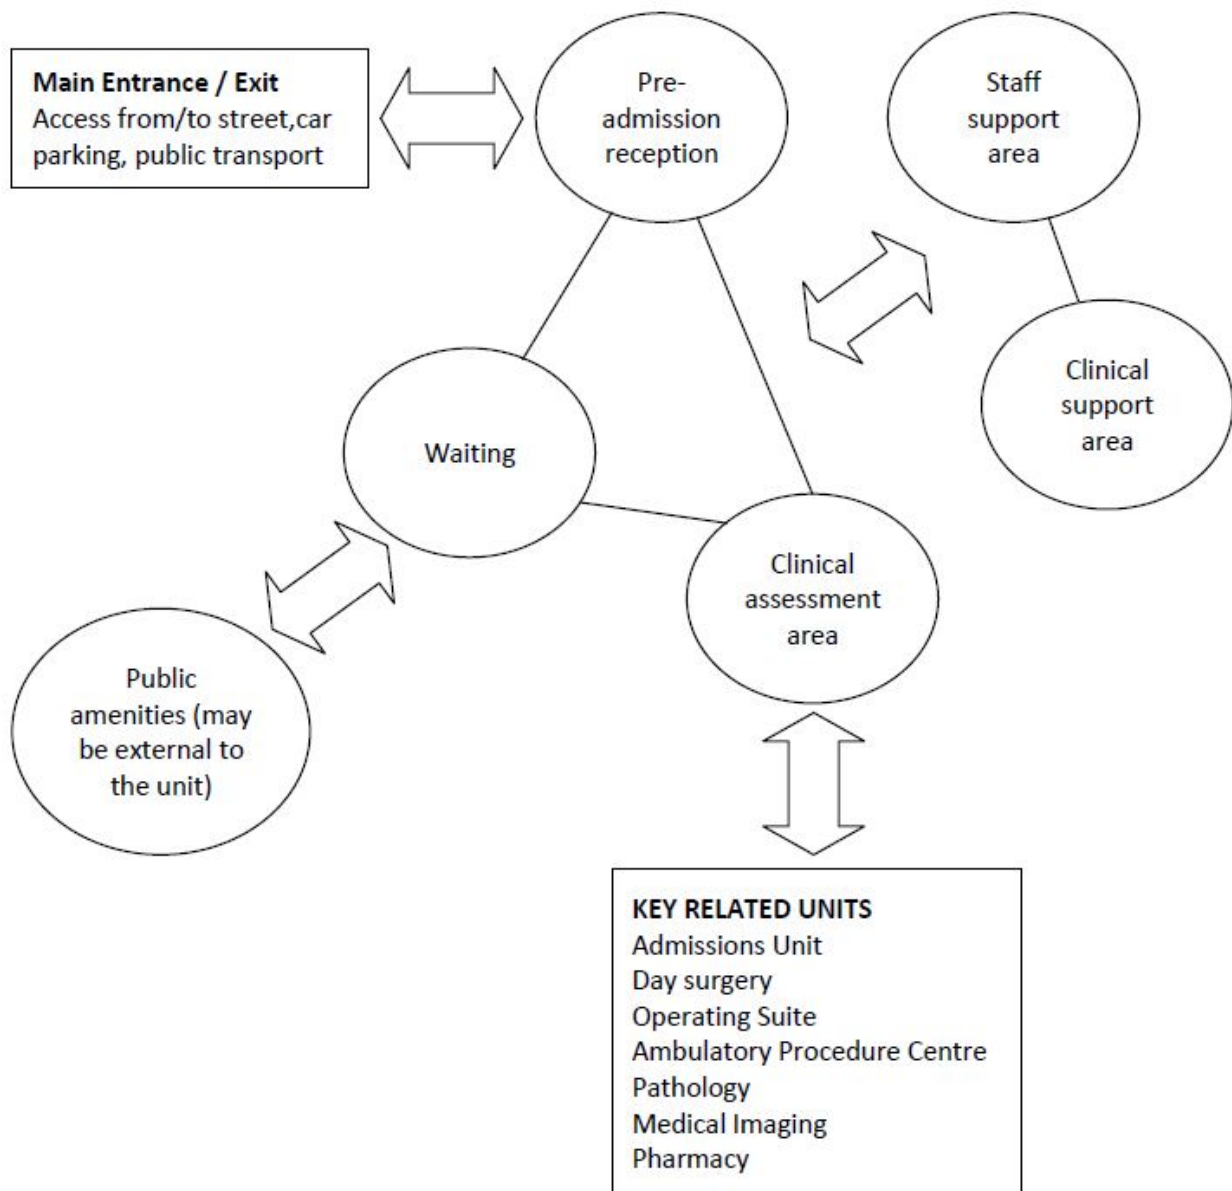 Main Entrance / Exit
Access from/to street,car
parking, public transport
Pre-
admission
reception
Staff
support
area
Clinical
support
area
Waiting
Clinical
assessment
area
Public
amenities (may
be external to
the unit)
KEY RELATED UNITS
Admissions Unit
Day surgery
Operating Suite
Ambulatory Procedure Centre
Pathology
Medical Imaging
Pharmacy